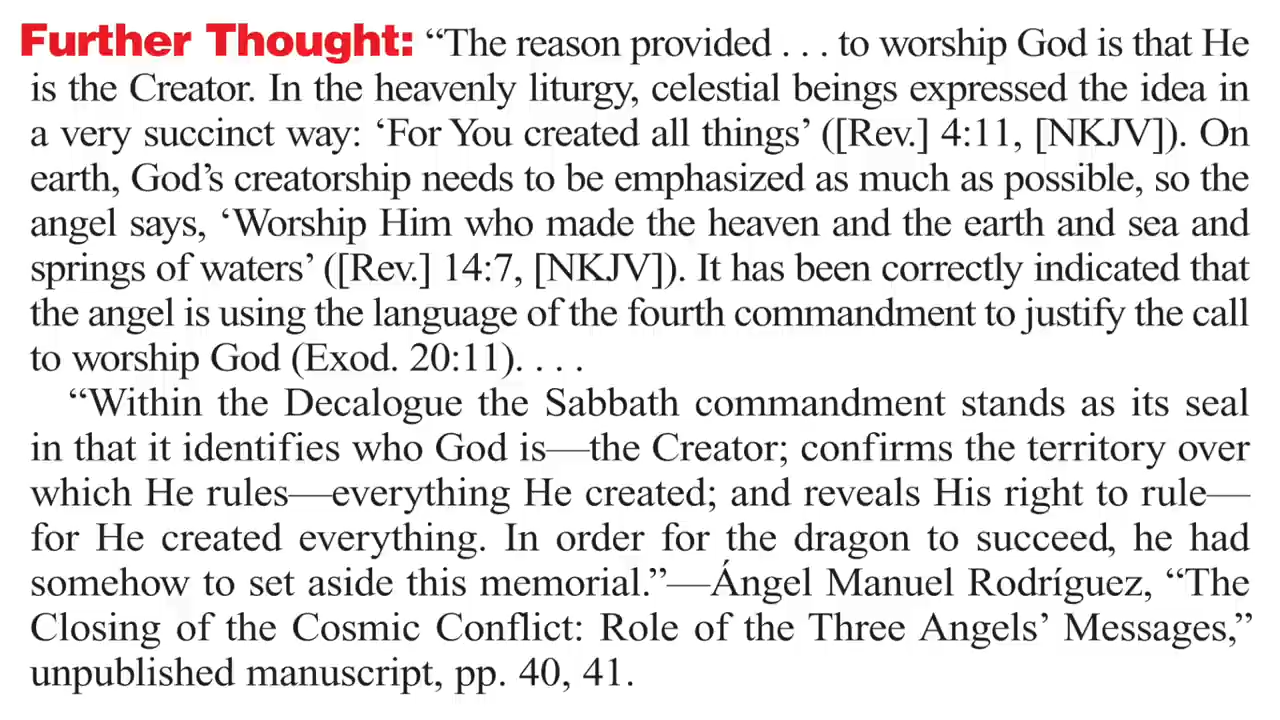 Further Thought: “The reason provided . . . to worship God is that He
is the Creator. In the heavenly liturgy, celestial beings expressed the idea in
a very succinct way: ‘For You created all things’ ([Rev.] 4:11, [NKJV]). On
earth, God’s creatorship needs to be emphasized as much as possible, so the
angel says, ‘Worship Him who made the heaven and the earth and sea and
springs of waters’ ([Rev.] 14:7, [NKJV]). It has been correctly indicated that
the angel is using the language of the fourth commandment to justify the call
to worship God (Exod. 20:11). . . .
“Within the Decalogue the Sabbath commandment stands as its seal
in that it identifies who God is—the Creator; confirms the territory over
which He rules—everything He created; and reveals His right to rule—
for He created everything. In order for the dragon to succeed, he had
somehow to set aside this memorial.”—Ángel Manuel Rodríguez, “The
Closing of the Cosmic Conflict: Role of the Three Angels’ Messages,”
unpublished manuscript, pp. 40, 41.